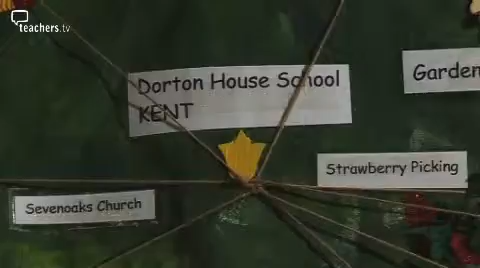 teachers.tv
Dorton House School
KENT
Garden
Strawberry Picking
Sevenoaks Church